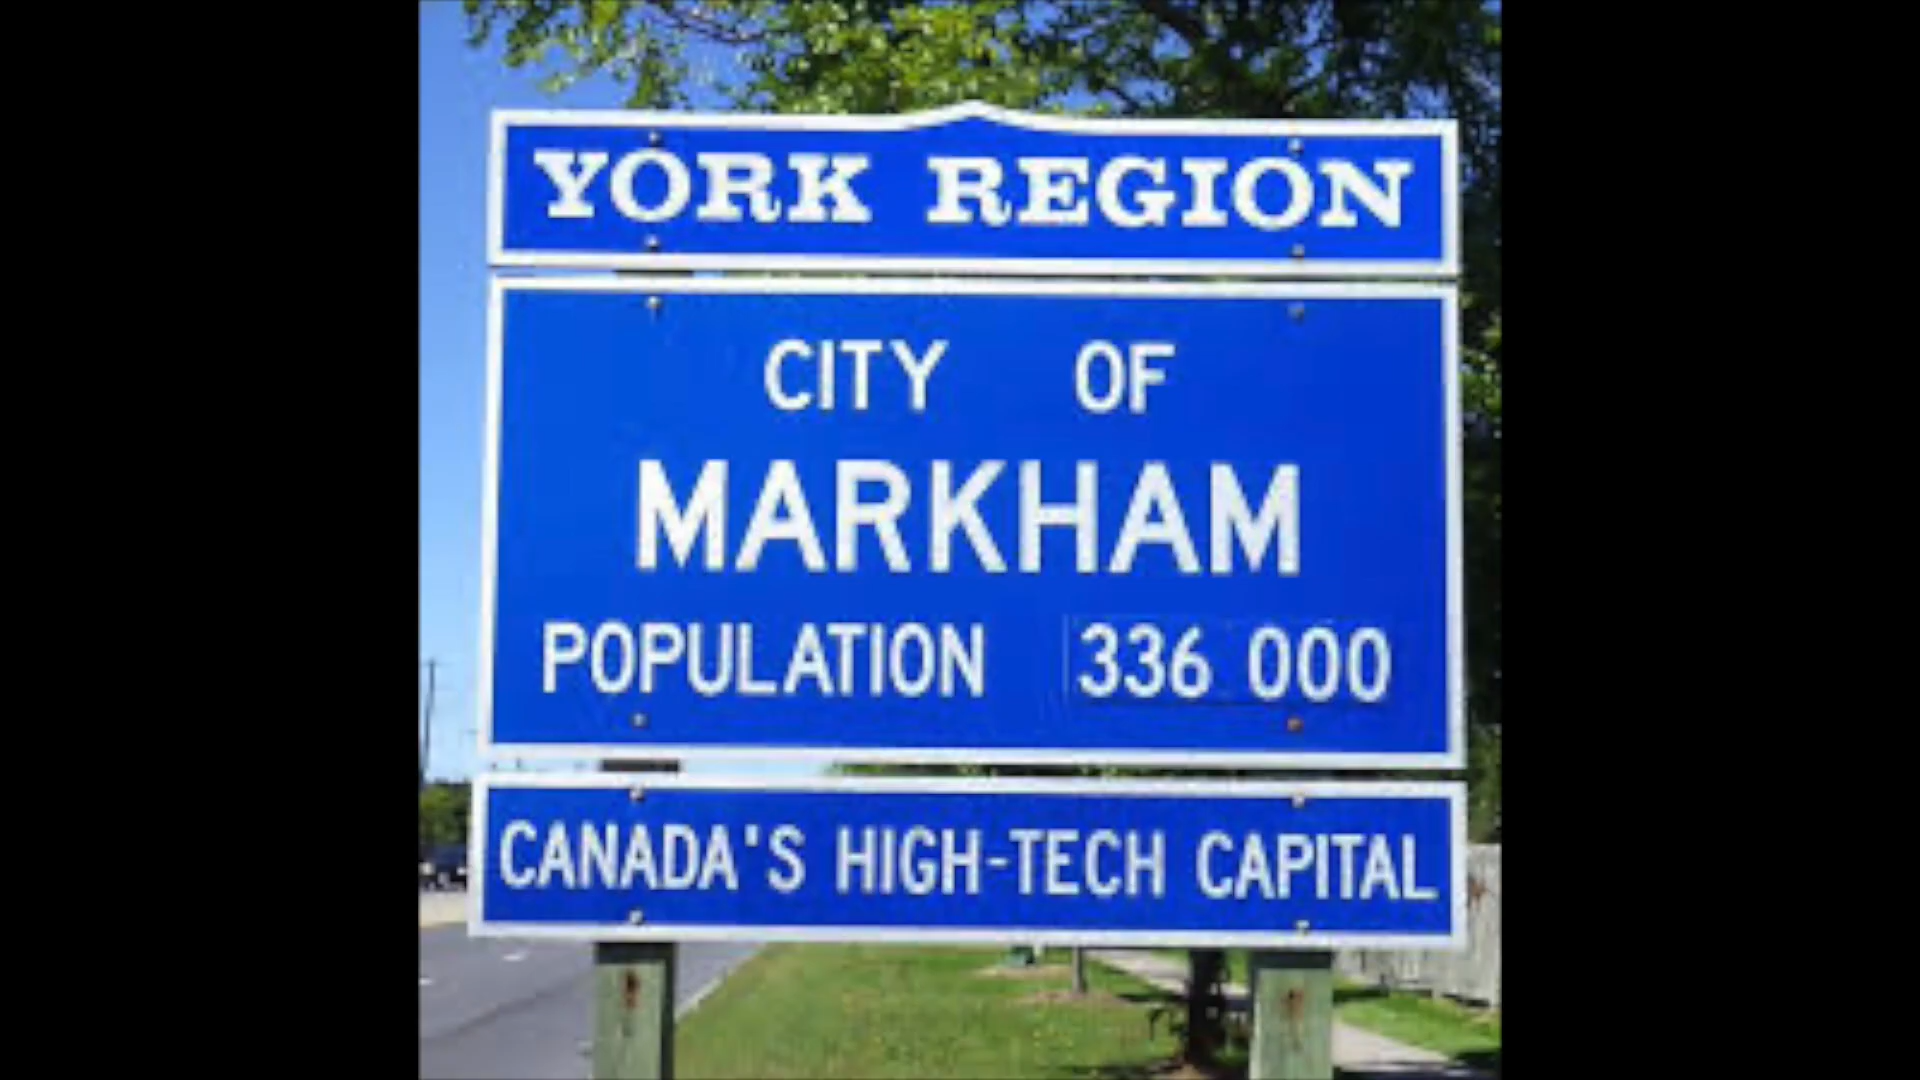 YORK REGION
CITY OF
MARKHAM
POPULATION 336 000
CANADA'S HIGH-TECH CAPITAL